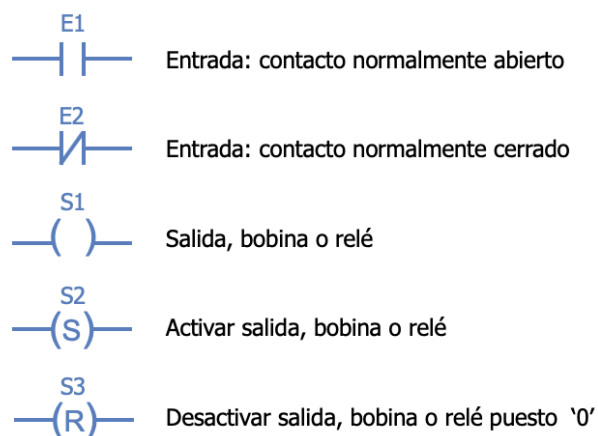 E1
Entrada: contacto normalmente abierto
E2
Entrada: contacto normalmente cerrado
S1
Salida, bobina o relé
S2
(S)
Activar salida, bobina o relé
S3
(R)
Desactivar salida, bobina o relé puesto ‘0’